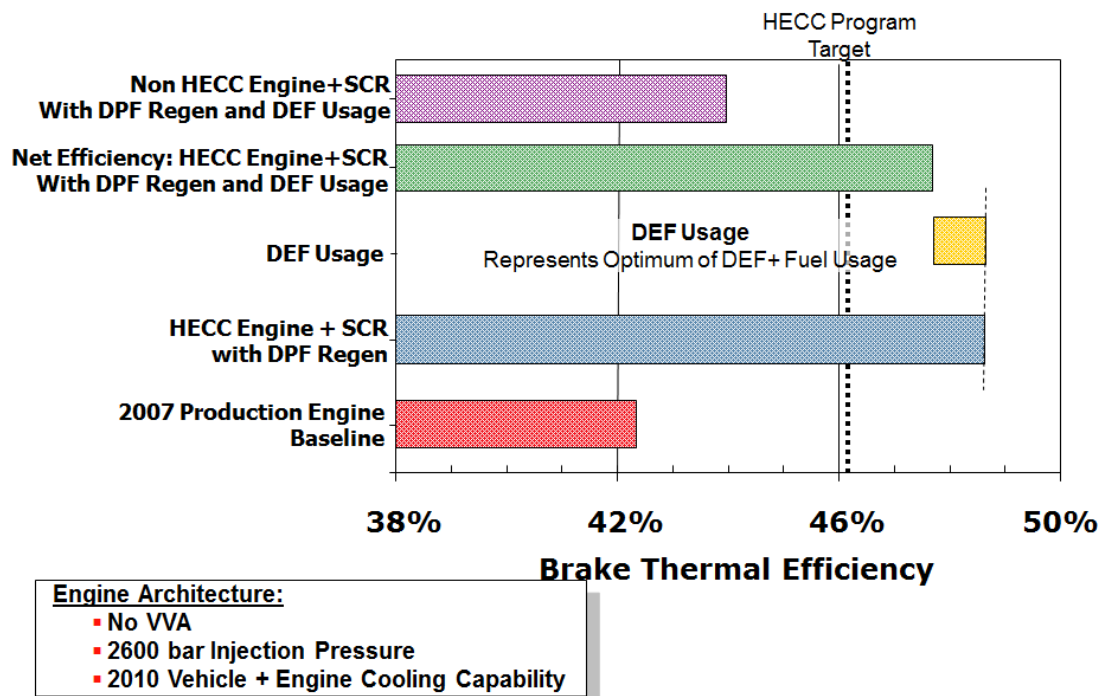 HECC Program
Target
Non HECC Engine+SCR
With DPF Regen and DEF Usage
Net Efficiency: HECC Engine+SCR
With DPF Regen and DEF Usage
DEF Usage
DEF Usage
Represents Optimum of DEF+ Fuel Usage
HECC Engine + SCR
with DPF Regen
2007 Production Engine
Baseline
38%
42%
46%
50%
Brake Thermal Efficiency
Engine Architecture:
▪ No VVA
▪ 2600 bar Injection Pressure
▪ 2010 Vehicle + Engine Cooling Capability